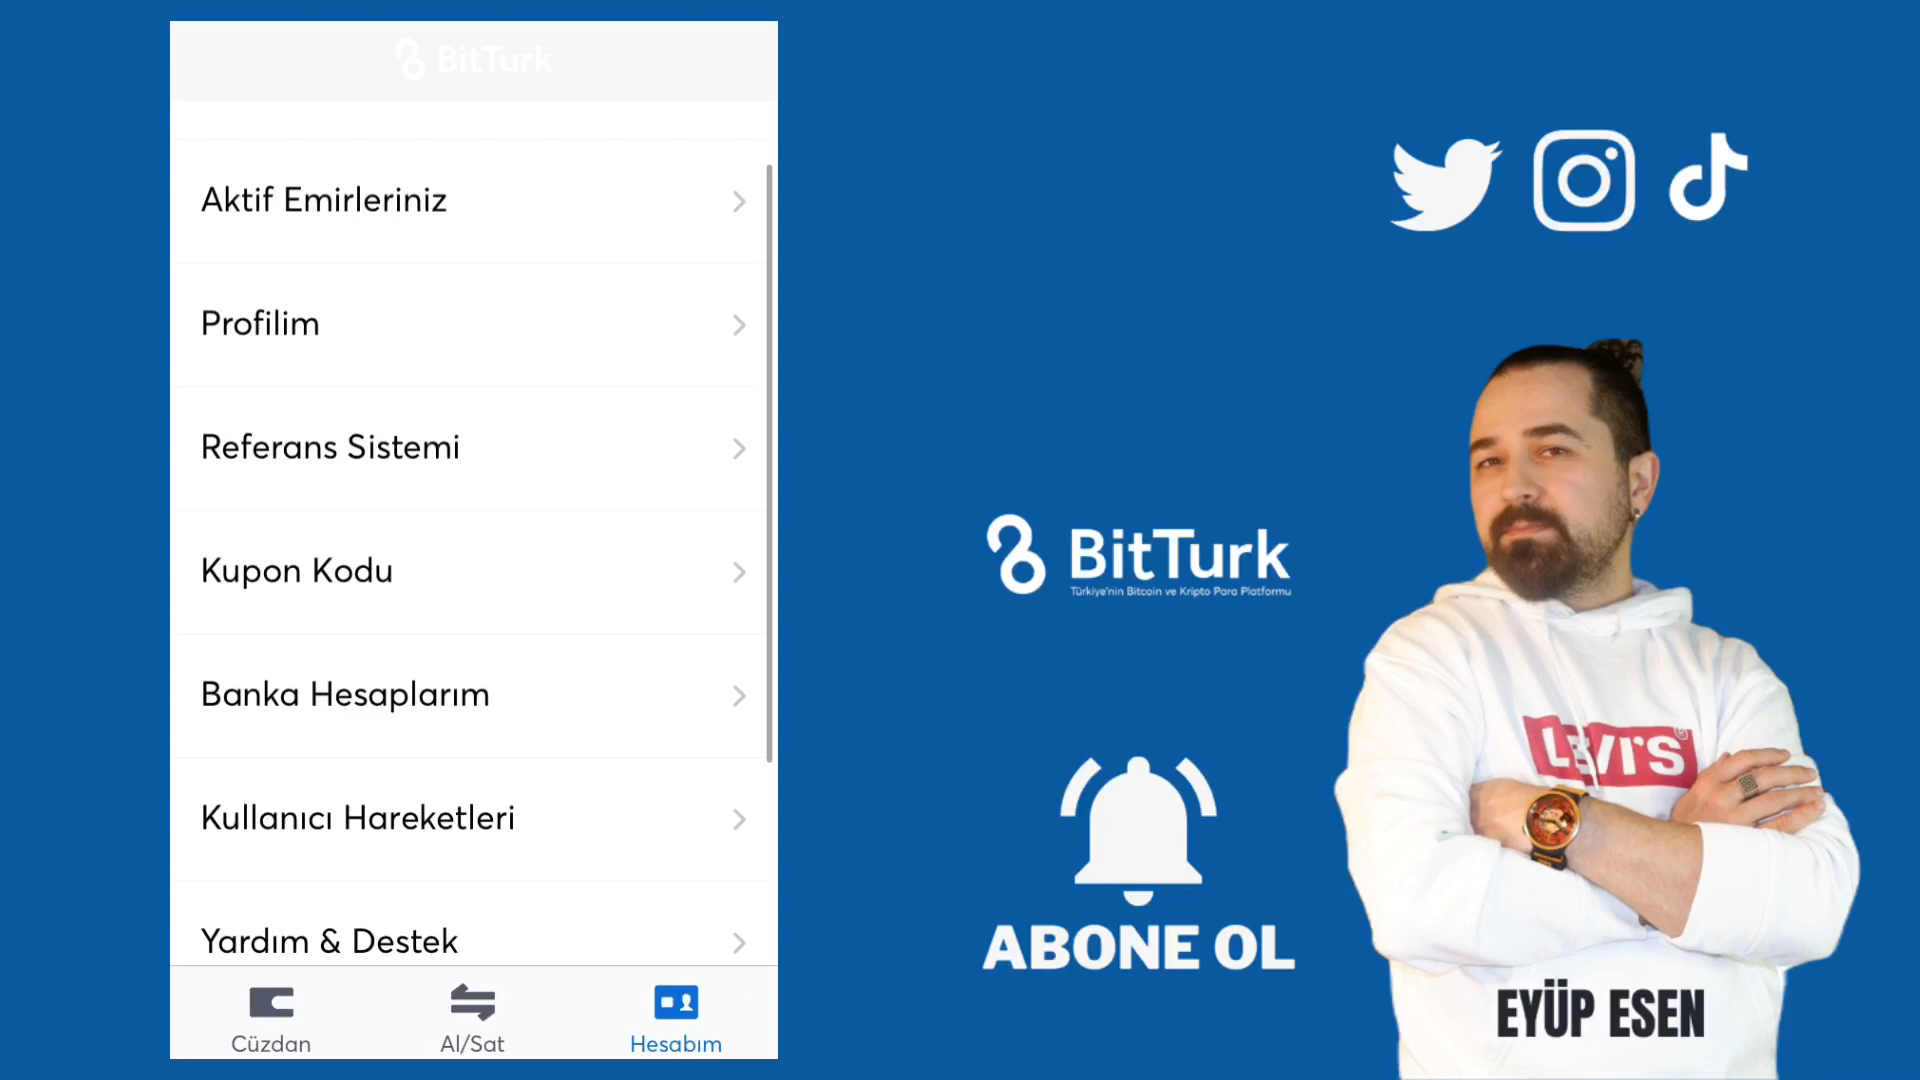 BitTurk
Aktif Emirleriniz
Profilim
Referans Sistemi
Kupon Kodu
Banka Hesaplarım
Kullanıcı Hareketleri
Yardım & Destek
Cüzdan
Al/Sat
Hesabım
BitTurk
Türkiye'nin Bitcoin ve Kripto Para Platformu
ABONE OL
LEVI'S®
EYÜP ESEN